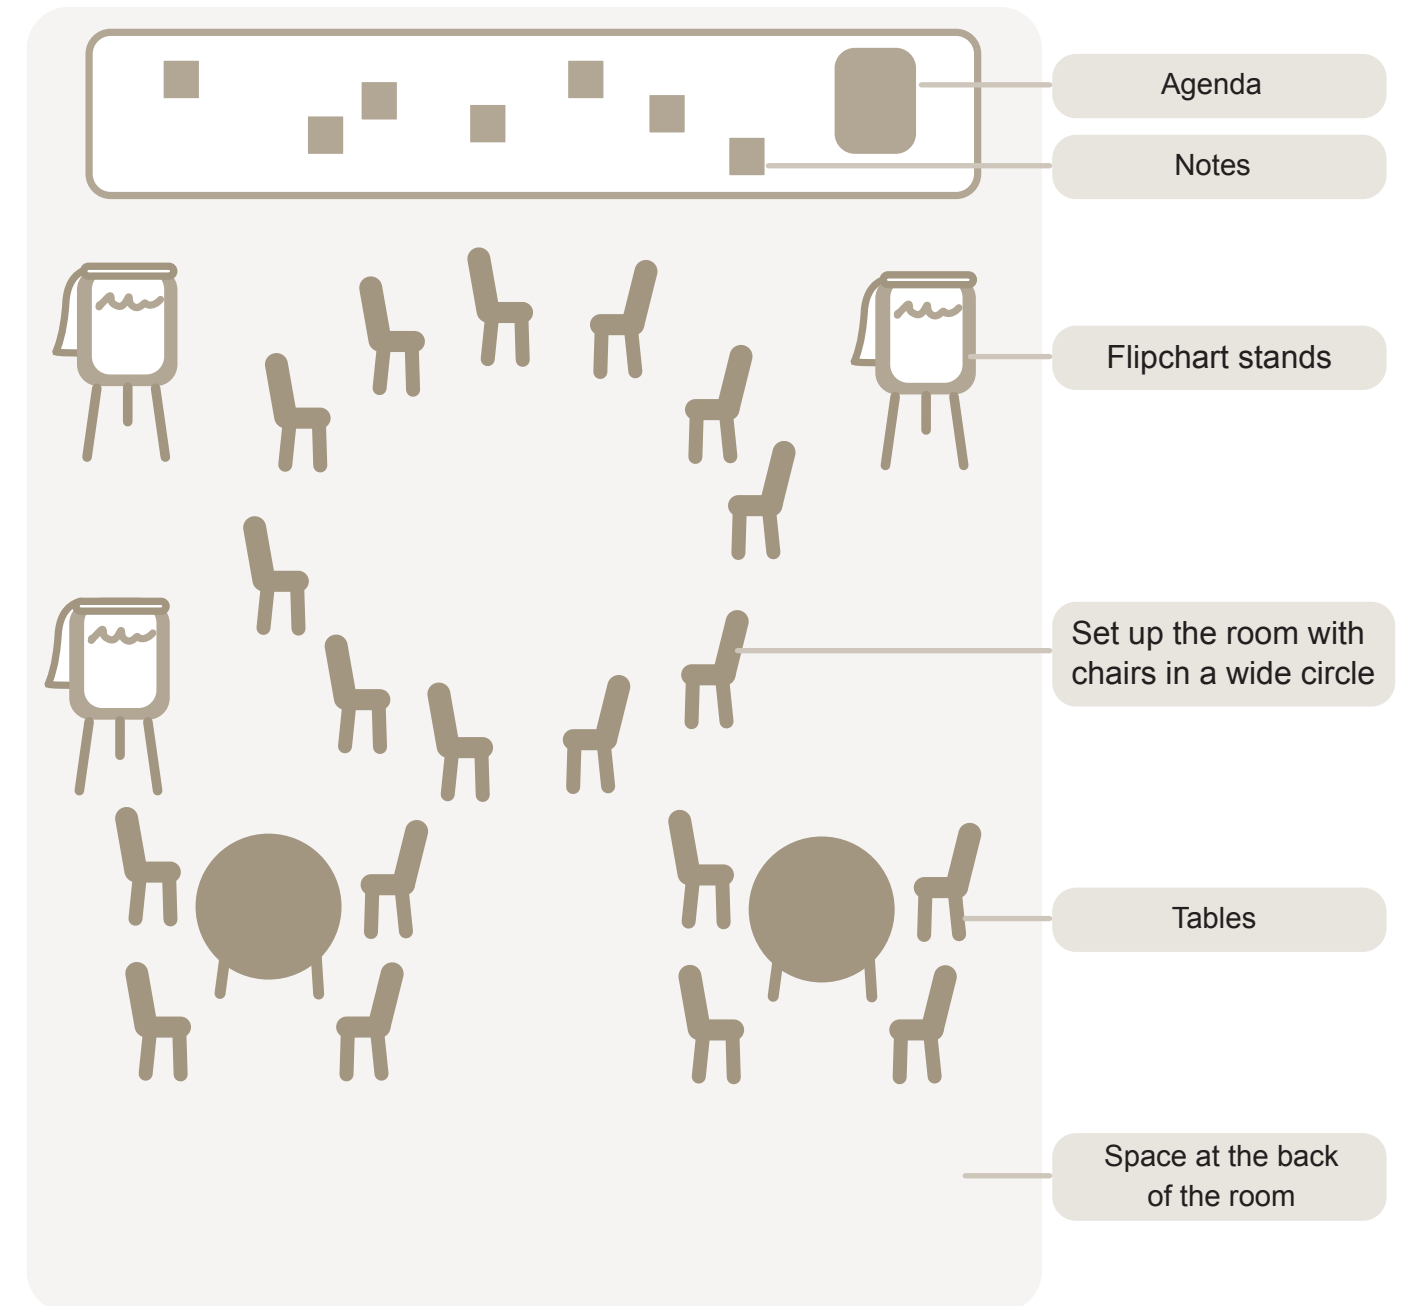 Agenda
Notes
Flipchart stands
Set up the room with
chairs in a wide circle
Tables
Space at the back
of the room